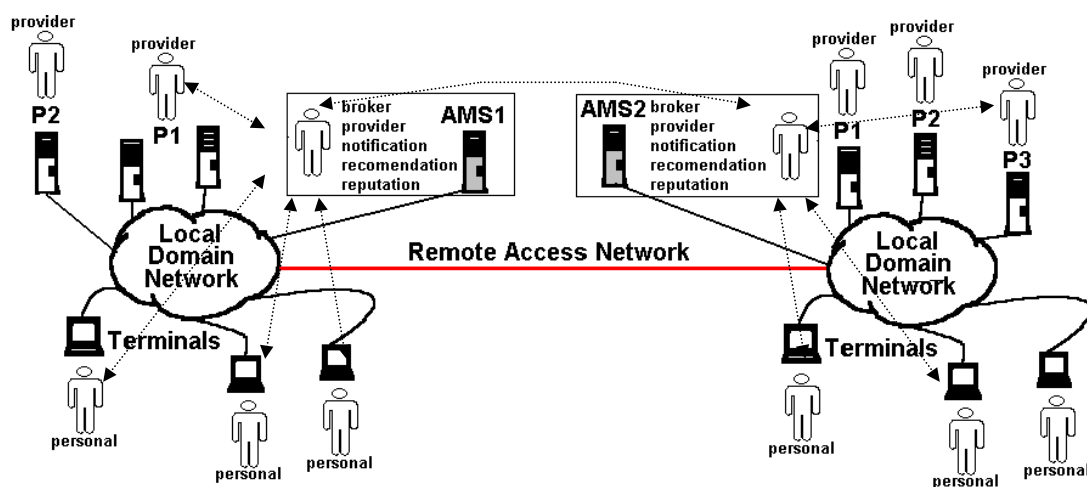 provider
provider
P2
P1
broker
provider
notification
recomendation
reputation
AMS1
AMS2
broker
provider
notification
recomendation
reputation
provider
provider
provider
P1
P2
P3
Local
Domain
Network
Remote Access Network
Local
Domain
Network
Terminals
personal
personal
personal
Terminals
personal
personal
personal